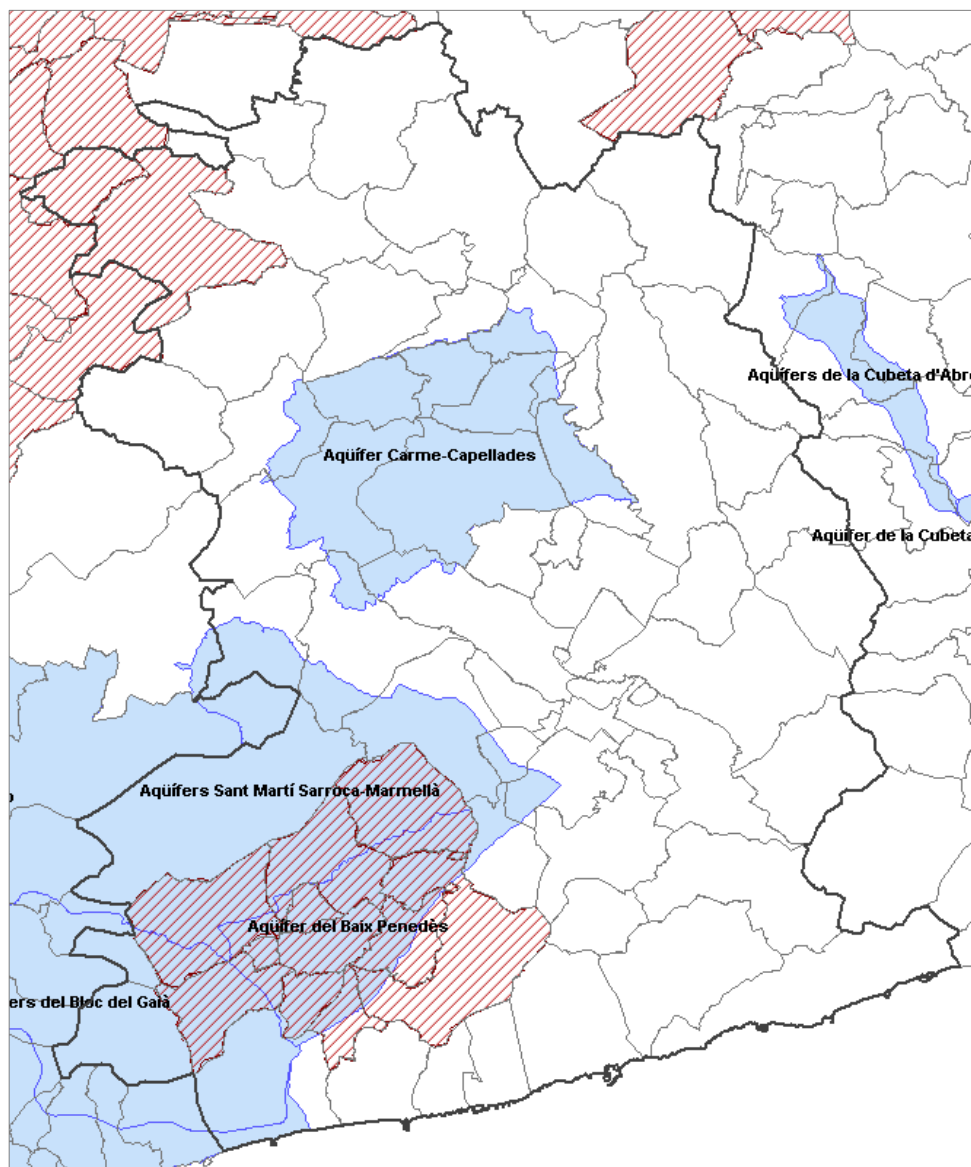 Aqüífers de la Cubeta d'Abre
Aqüífer Carme-Capellades
Aqüífer de la Cubeta
Aqüífers Sant Martí Sarroca-Marmellà
Aqüífer del Baix Penedès
ers del Bloc del Gaià